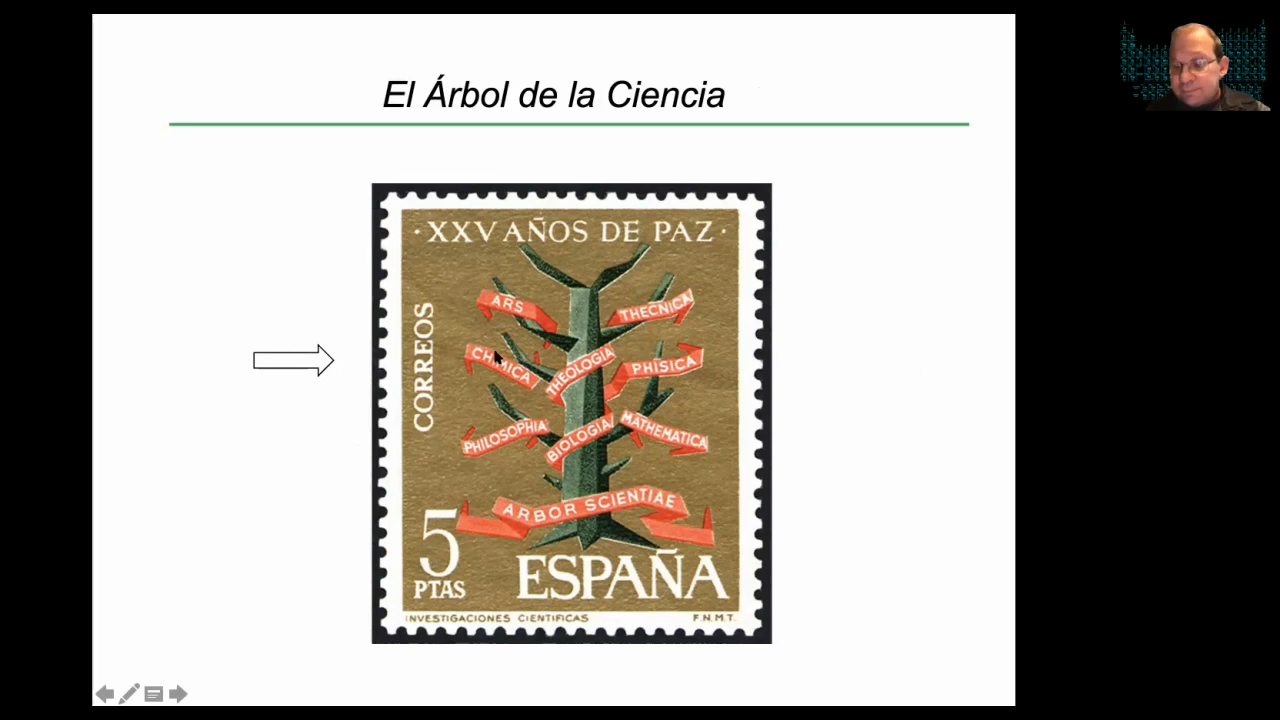 El Árbol de la Ciencia
· XXV AÑOS DE PAZ ·
CORREOS
ARS
THECNICA
CHIMICA
THEOLOGIA
PHISICA
PHILOSOPHIA
BIOLOGIA
MATHEMATICA
ARBOR SCIENTIAE
5
PTAS
ESPAÑA
INVESTIGACIONES CIENTIFICAS
F.N.M.T.